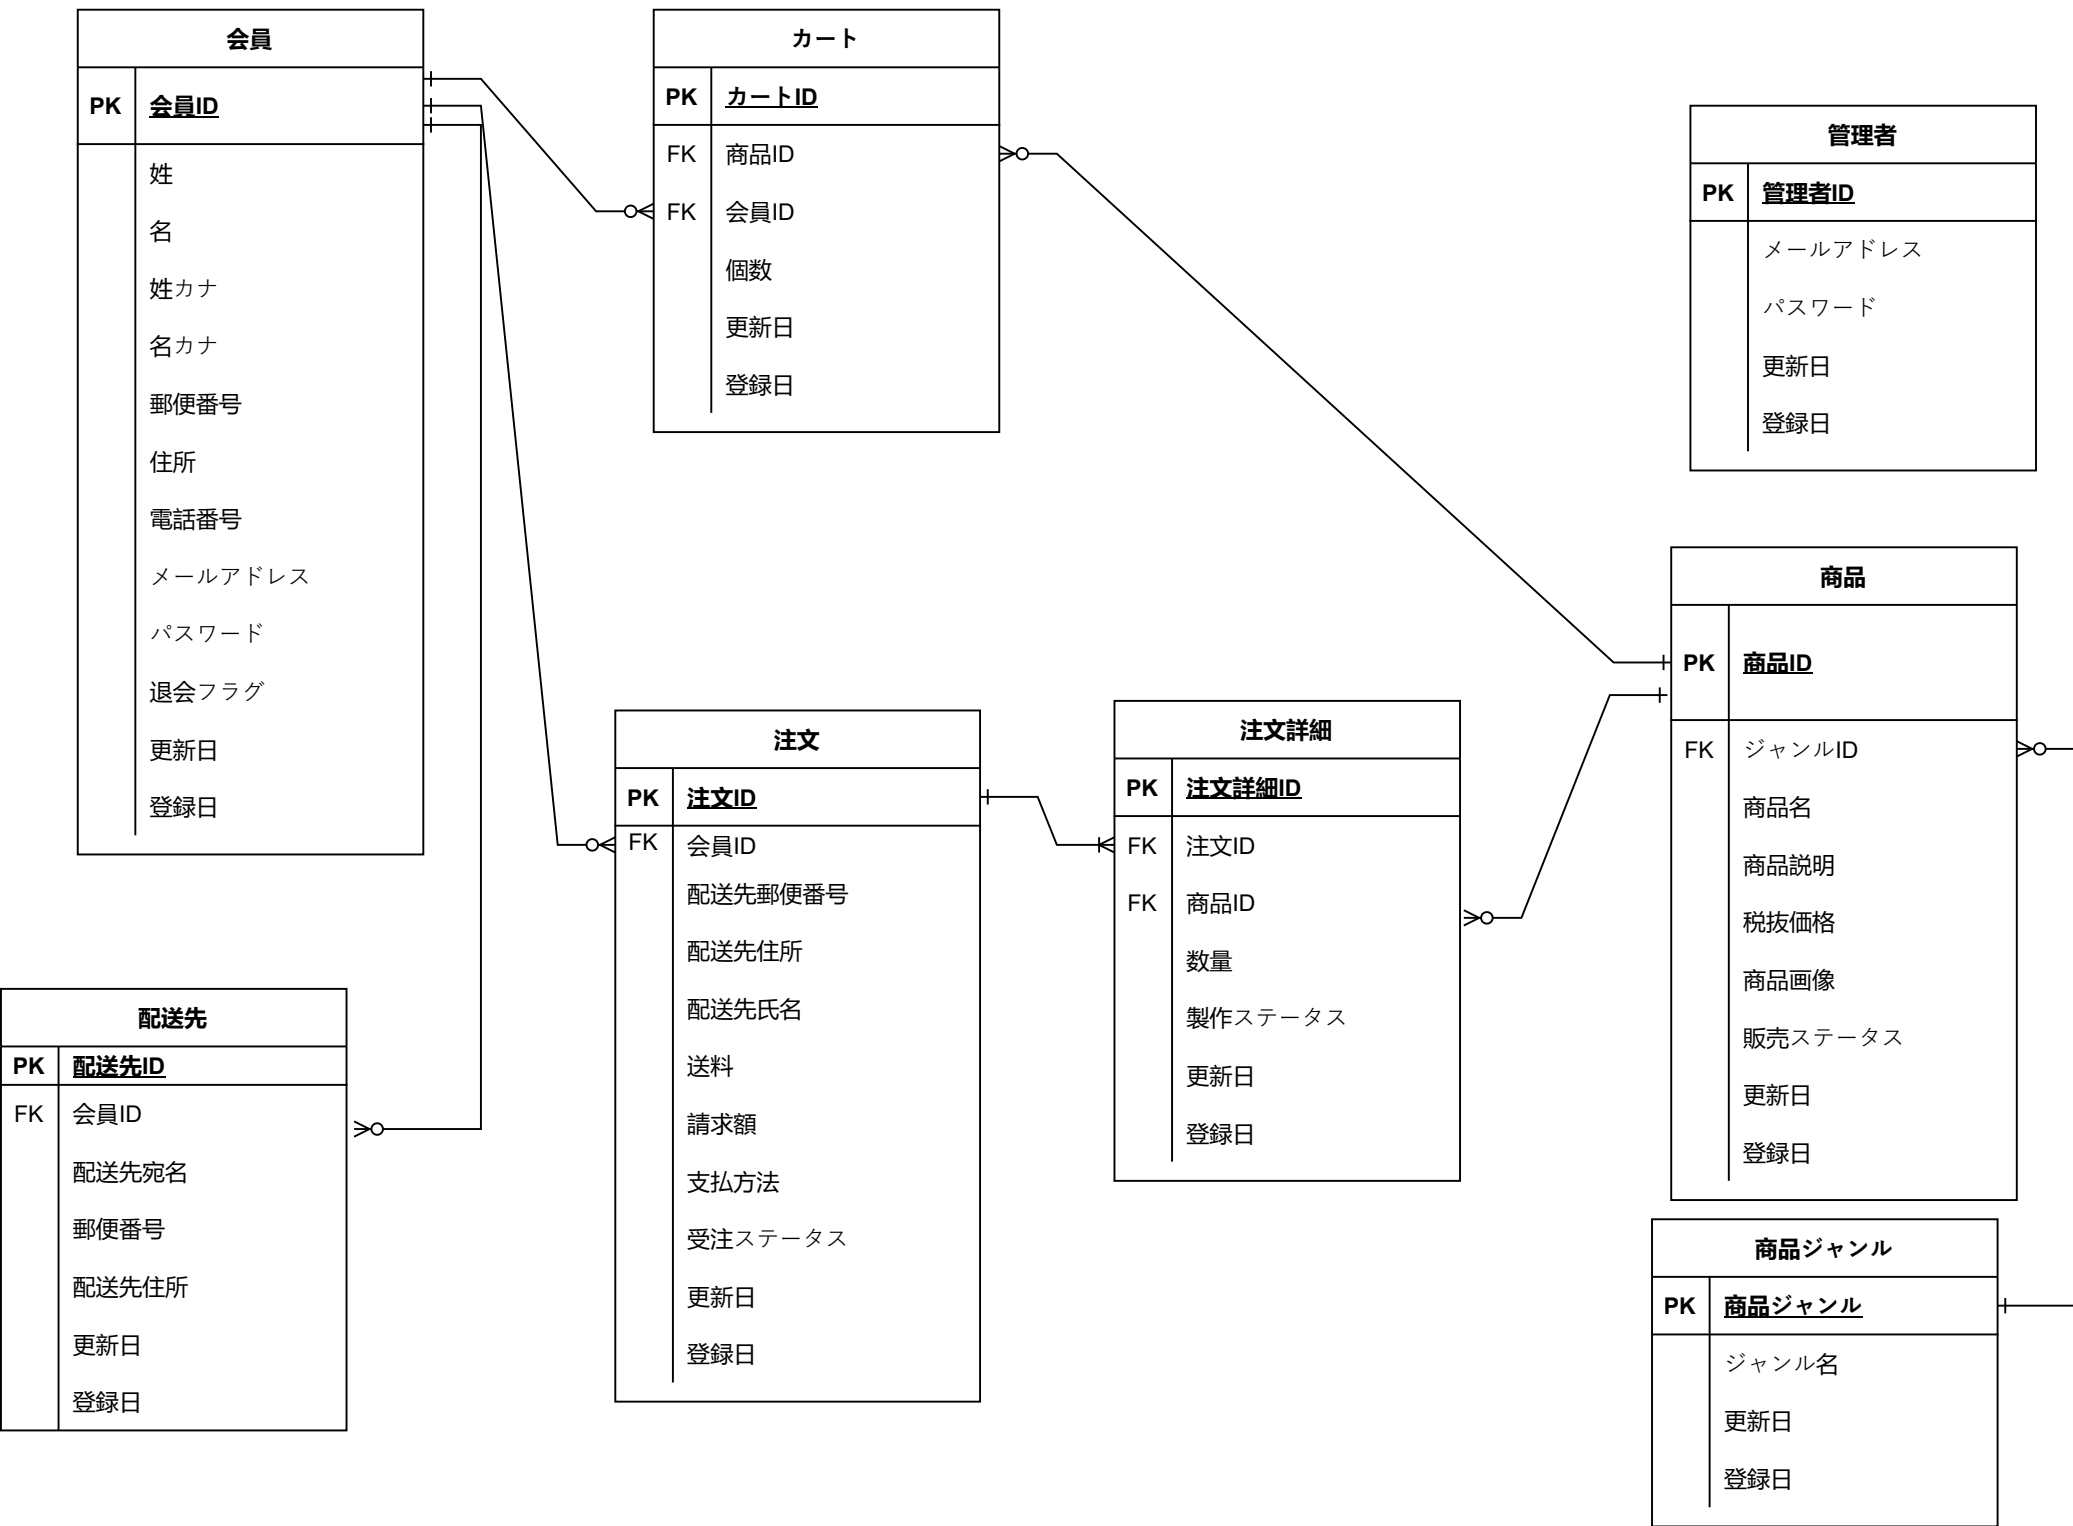 会員
PK 会員ID
姓
名
姓カナ
名カナ
郵便番号
住所
電話番号
メールアドレス
パスワード
退会フラグ
更新日
登録日
カート
PK カートID
FK 商品ID
FK 会員ID
個数
更新日
登録日
管理者
PK 管理者ID
メールアドレス
パスワード
更新日
登録日
商品
PK 商品ID
FK ジャンルID
商品名
商品説明
税抜価格
商品画像
販売ステータス
更新日
登録日
注文
PK 注文ID
FK 会員ID
配送先郵便番号
配送先住所
配送先氏名
送料
請求額
支払方法
受注ステータス
更新日
登録日
注文詳細
PK 注文詳細ID
FK 注文ID
FK 商品ID
数量
製作ステータス
更新日
登録日
配送先
PK 配送先ID
FK 会員ID
配送先宛名
郵便番号
配送先住所
更新日
登録日
商品ジャンル
PK 商品ジャンル
ジャンル名
更新日
登録日